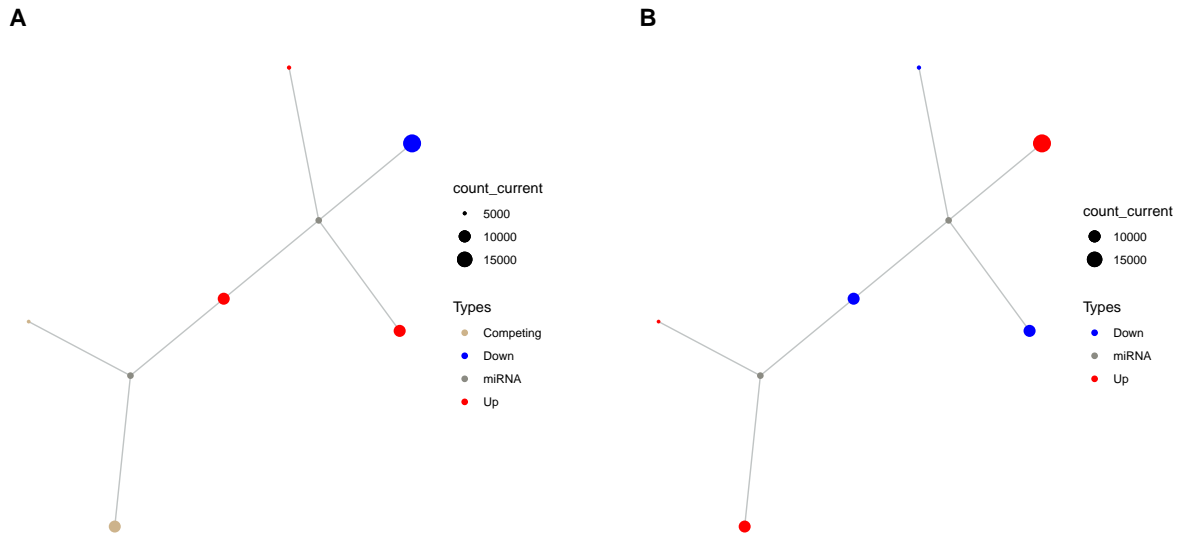 A
count_current
5000
10000
15000
Types
Competing
Down
miRNA
Up
B
count_current
10000
15000
Types
Down
miRNA
Up